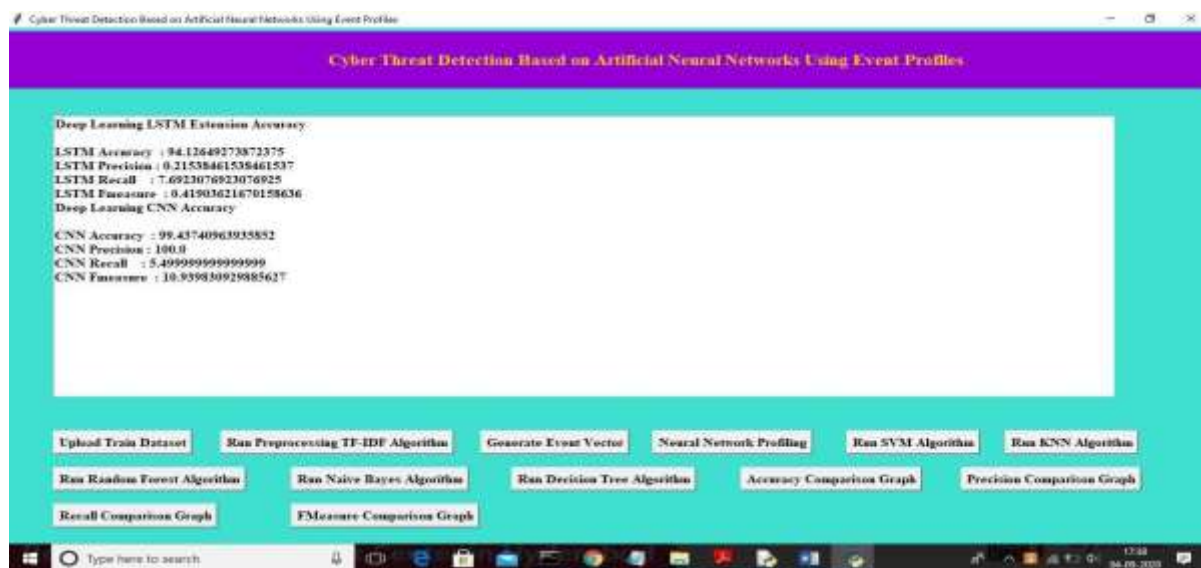 Cyber Threat Detection Based on Artificial Neural Networks Using Event Profiles
Cyber Threat Detection Based on Artificial Neural Networks Using Event Profiles
Deep Learning LSTM Extension Accuracy
LSTM Accuracy : 94.12649273872375
LSTM Precision : 0.21538461538461537
LSTM Recall : 7.6923076923076925
LSTM Fmeasure : 0.41903621670158636
Deep Learning CNN Accuracy
CNN Accuracy : 99.43740963935852
CNN Precision : 100.0
CNN Recall : 5.499999999999999
CNN Fmeasure : 10.939830929885627
Upload Train Dataset Run Preprocessing TF-IDF Algorithm Generate Event Vector Neural Network Profiling Run SVM Algorithm Run KNN Algorithm
Run Random Forest Algorithm Run Naive Bayes Algorithm Run Decision Tree Algorithm Accuracy Comparison Graph Precision Comparison Graph
Recall Comparison Graph FMeasure Comparison Graph
Type here to search 17:38